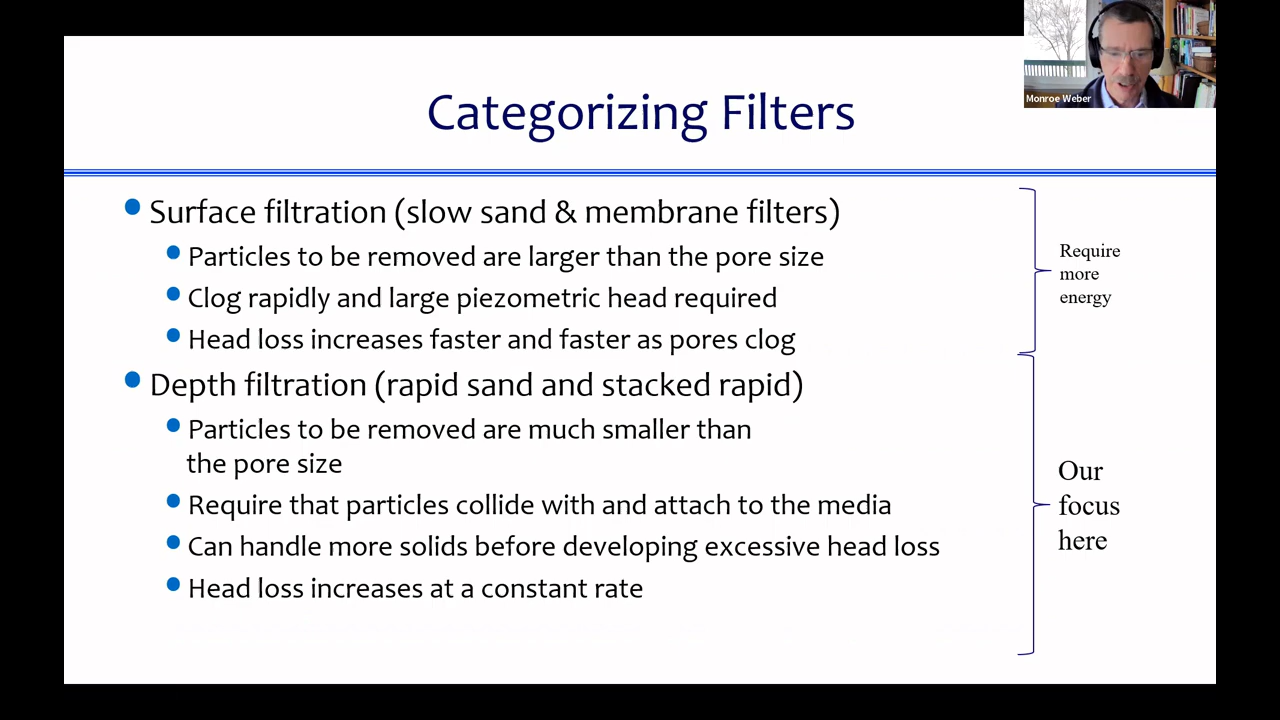 Monroe Weber
Categorizing Filters
Surface filtration (slow sand & membrane filters)
Particles to be removed are larger than the pore size
Clog rapidly and large piezometric head required
Head loss increases faster and faster as pores clog
Require
more
energy
Depth filtration (rapid sand and stacked rapid)
Particles to be removed are much smaller than
the pore size
Require that particles collide with and attach to the media
Can handle more solids before developing excessive head loss
Head loss increases at a constant rate
Our
focus
here